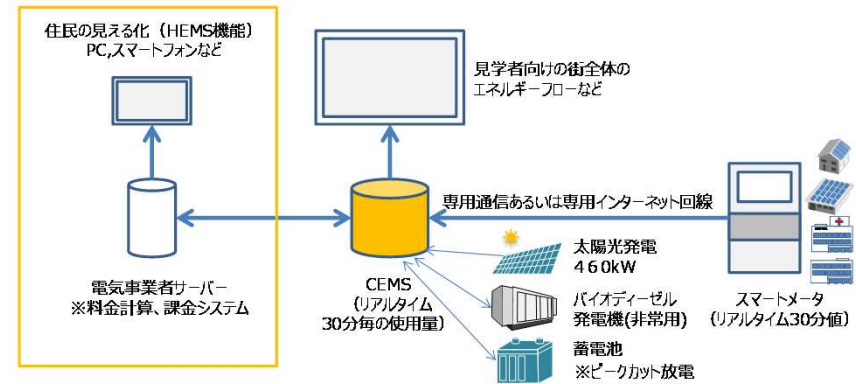 住民の見える化（HEMS機能）
PC,スマートフォンなど
見学者向けの街全体の
エネルギーフローなど
専用通信あるいは専用インターネット回線
太陽光発電
４６０kW
電気事業者サーバー
※料金計算、課金システム
CEMS
（リアルタイム
30分毎の使用量）
バイオディーゼル
発電機(非常用)
スマートメータ
（リアルタイム30分値）
蓄電池
※ピークカット放電